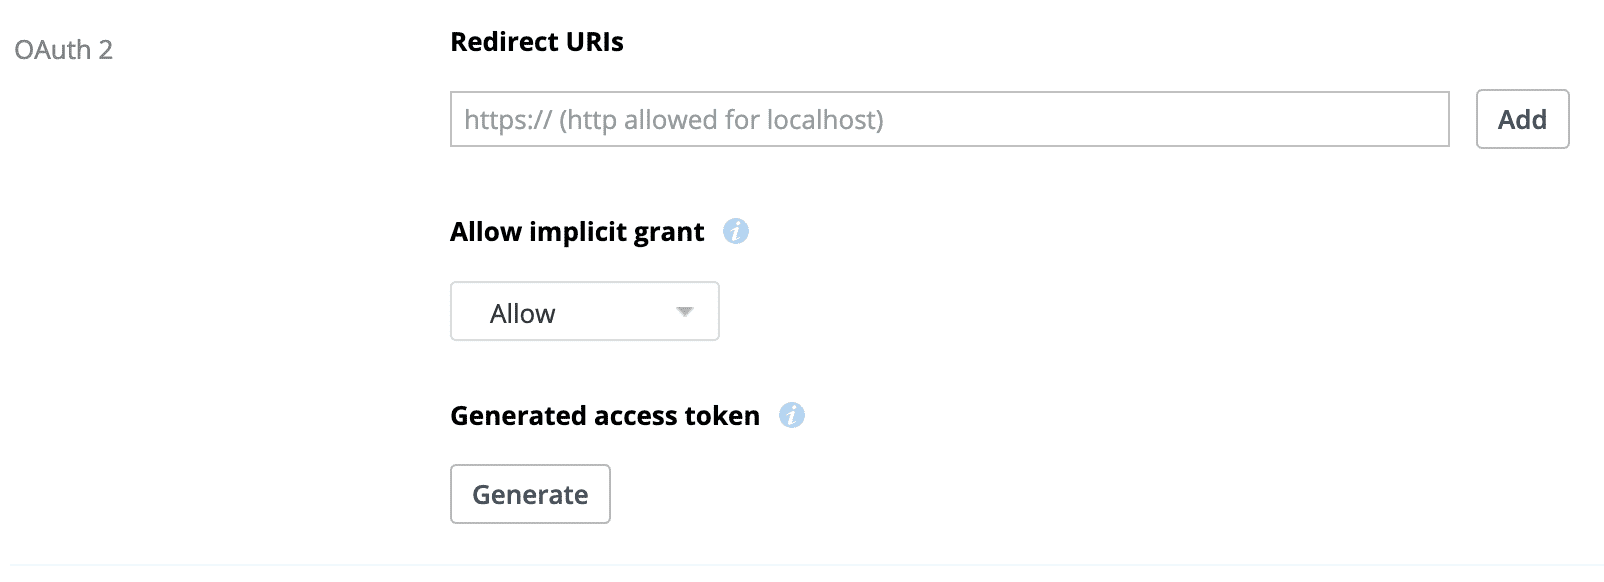 OAuth 2
Redirect URIs
https:// (http allowed for localhost)
Add
Allow implicit grant i
Allow
Generated access token i
Generate